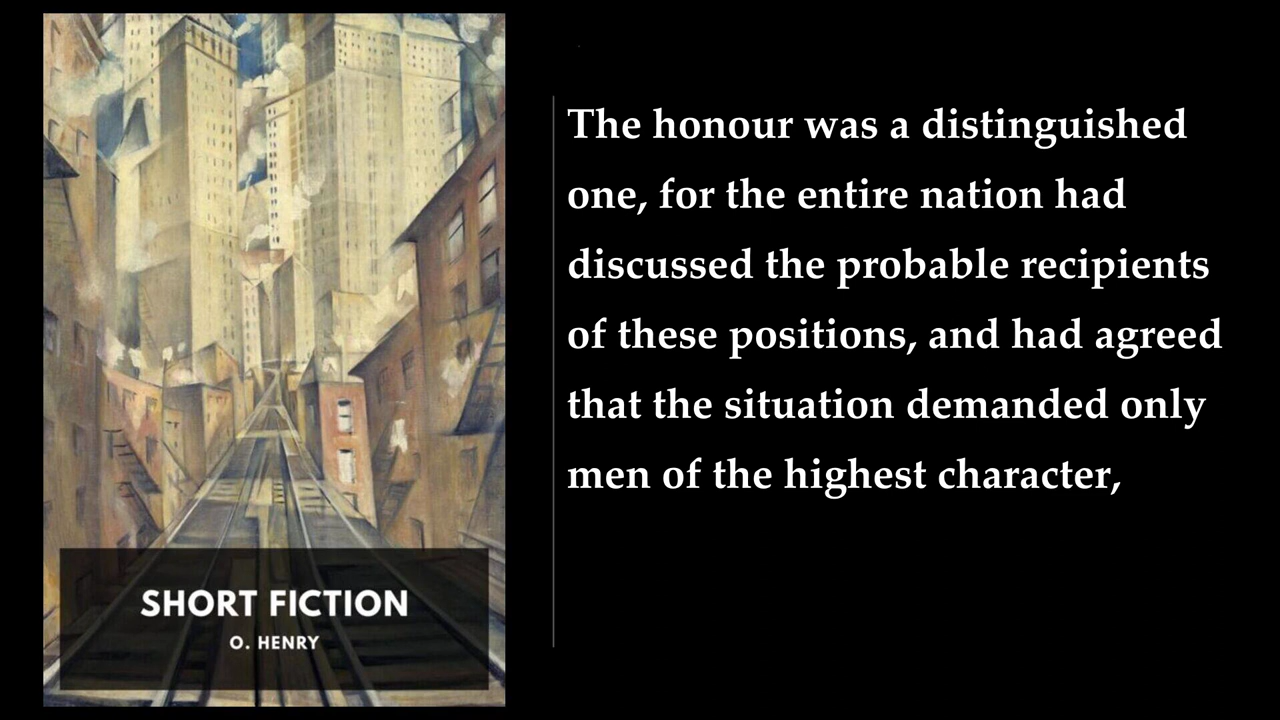 SHORT FICTION
O. HENRY
The honour was a distinguished
one, for the entire nation had
discussed the probable recipients
of these positions, and had agreed
that the situation demanded only
men of the highest character,